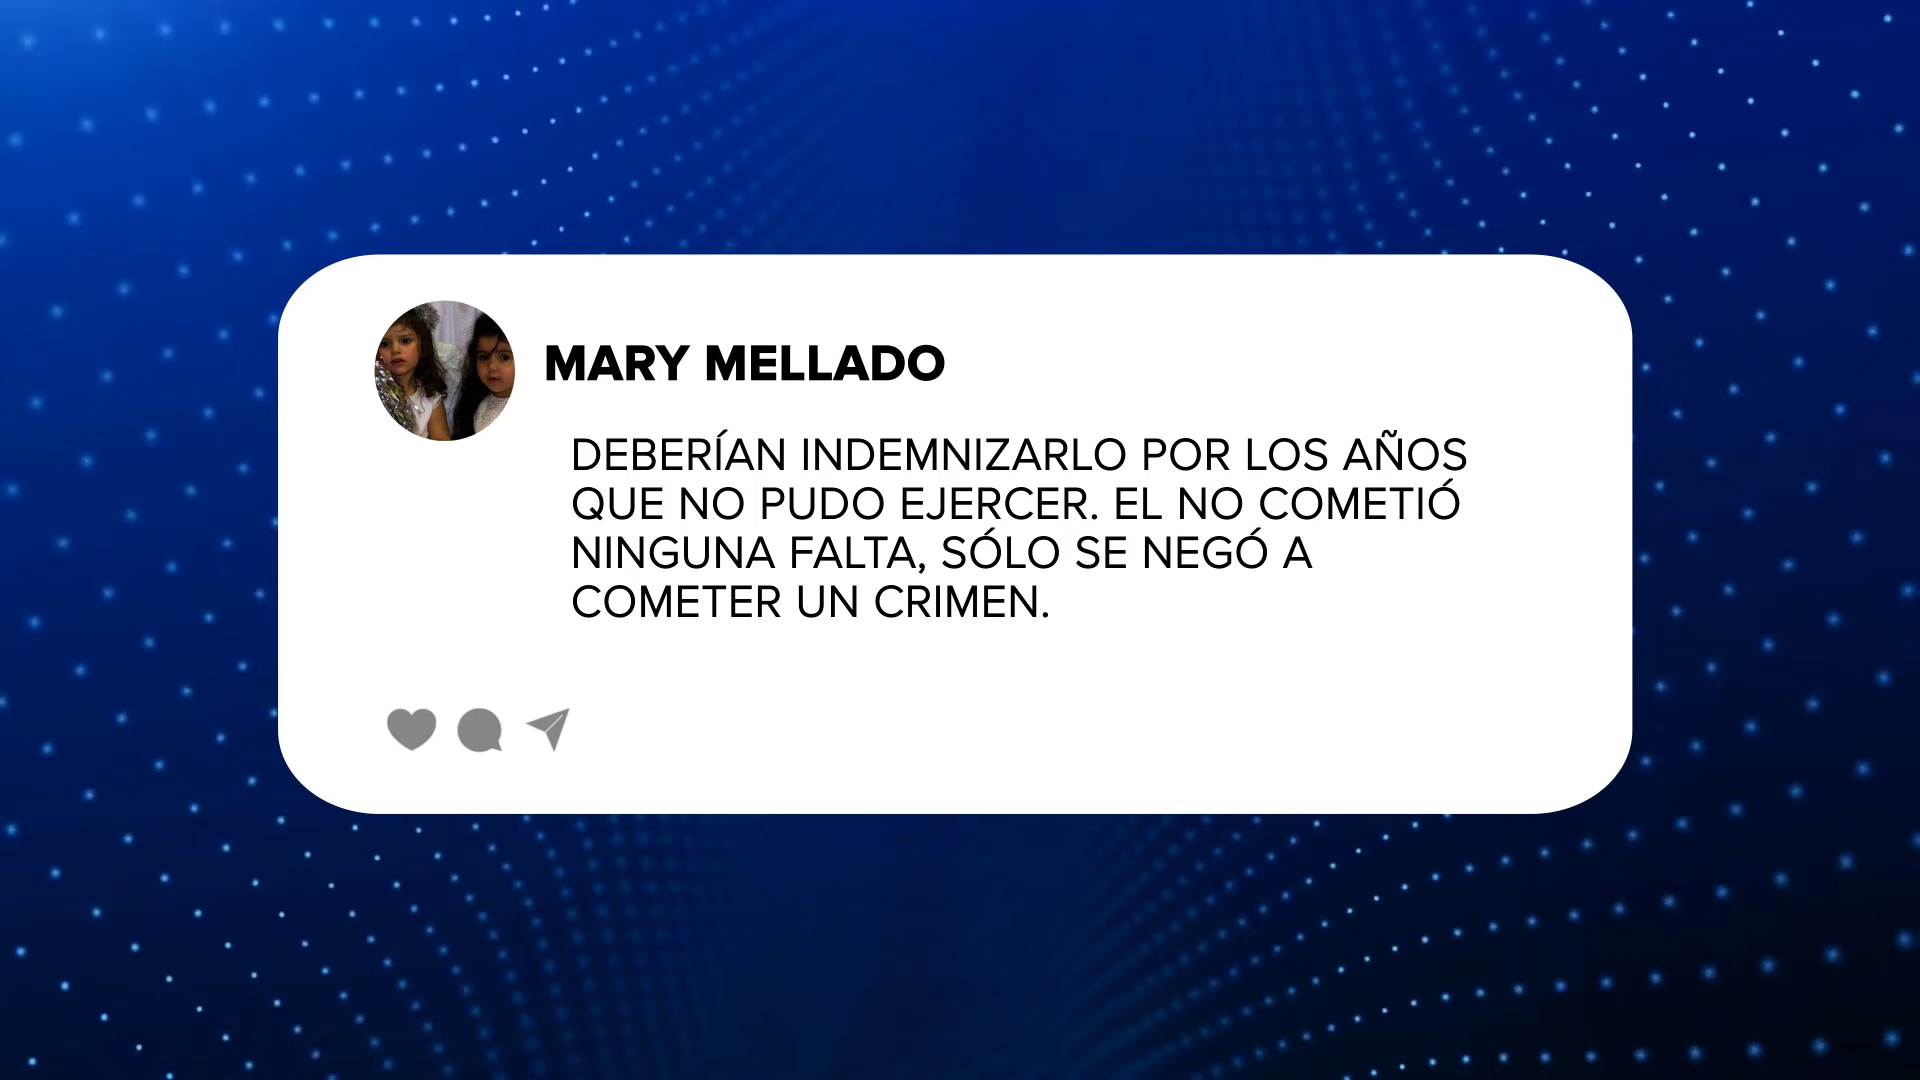 MARY MELLADO
DEBERÍAN INDEMNIZARLO POR LOS AÑOS
QUE NO PUDO EJERCER. EL NO COMETIÓ
NINGUNA FALTA, SÓLO SE NEGÓ A
COMETER UN CRIMEN.